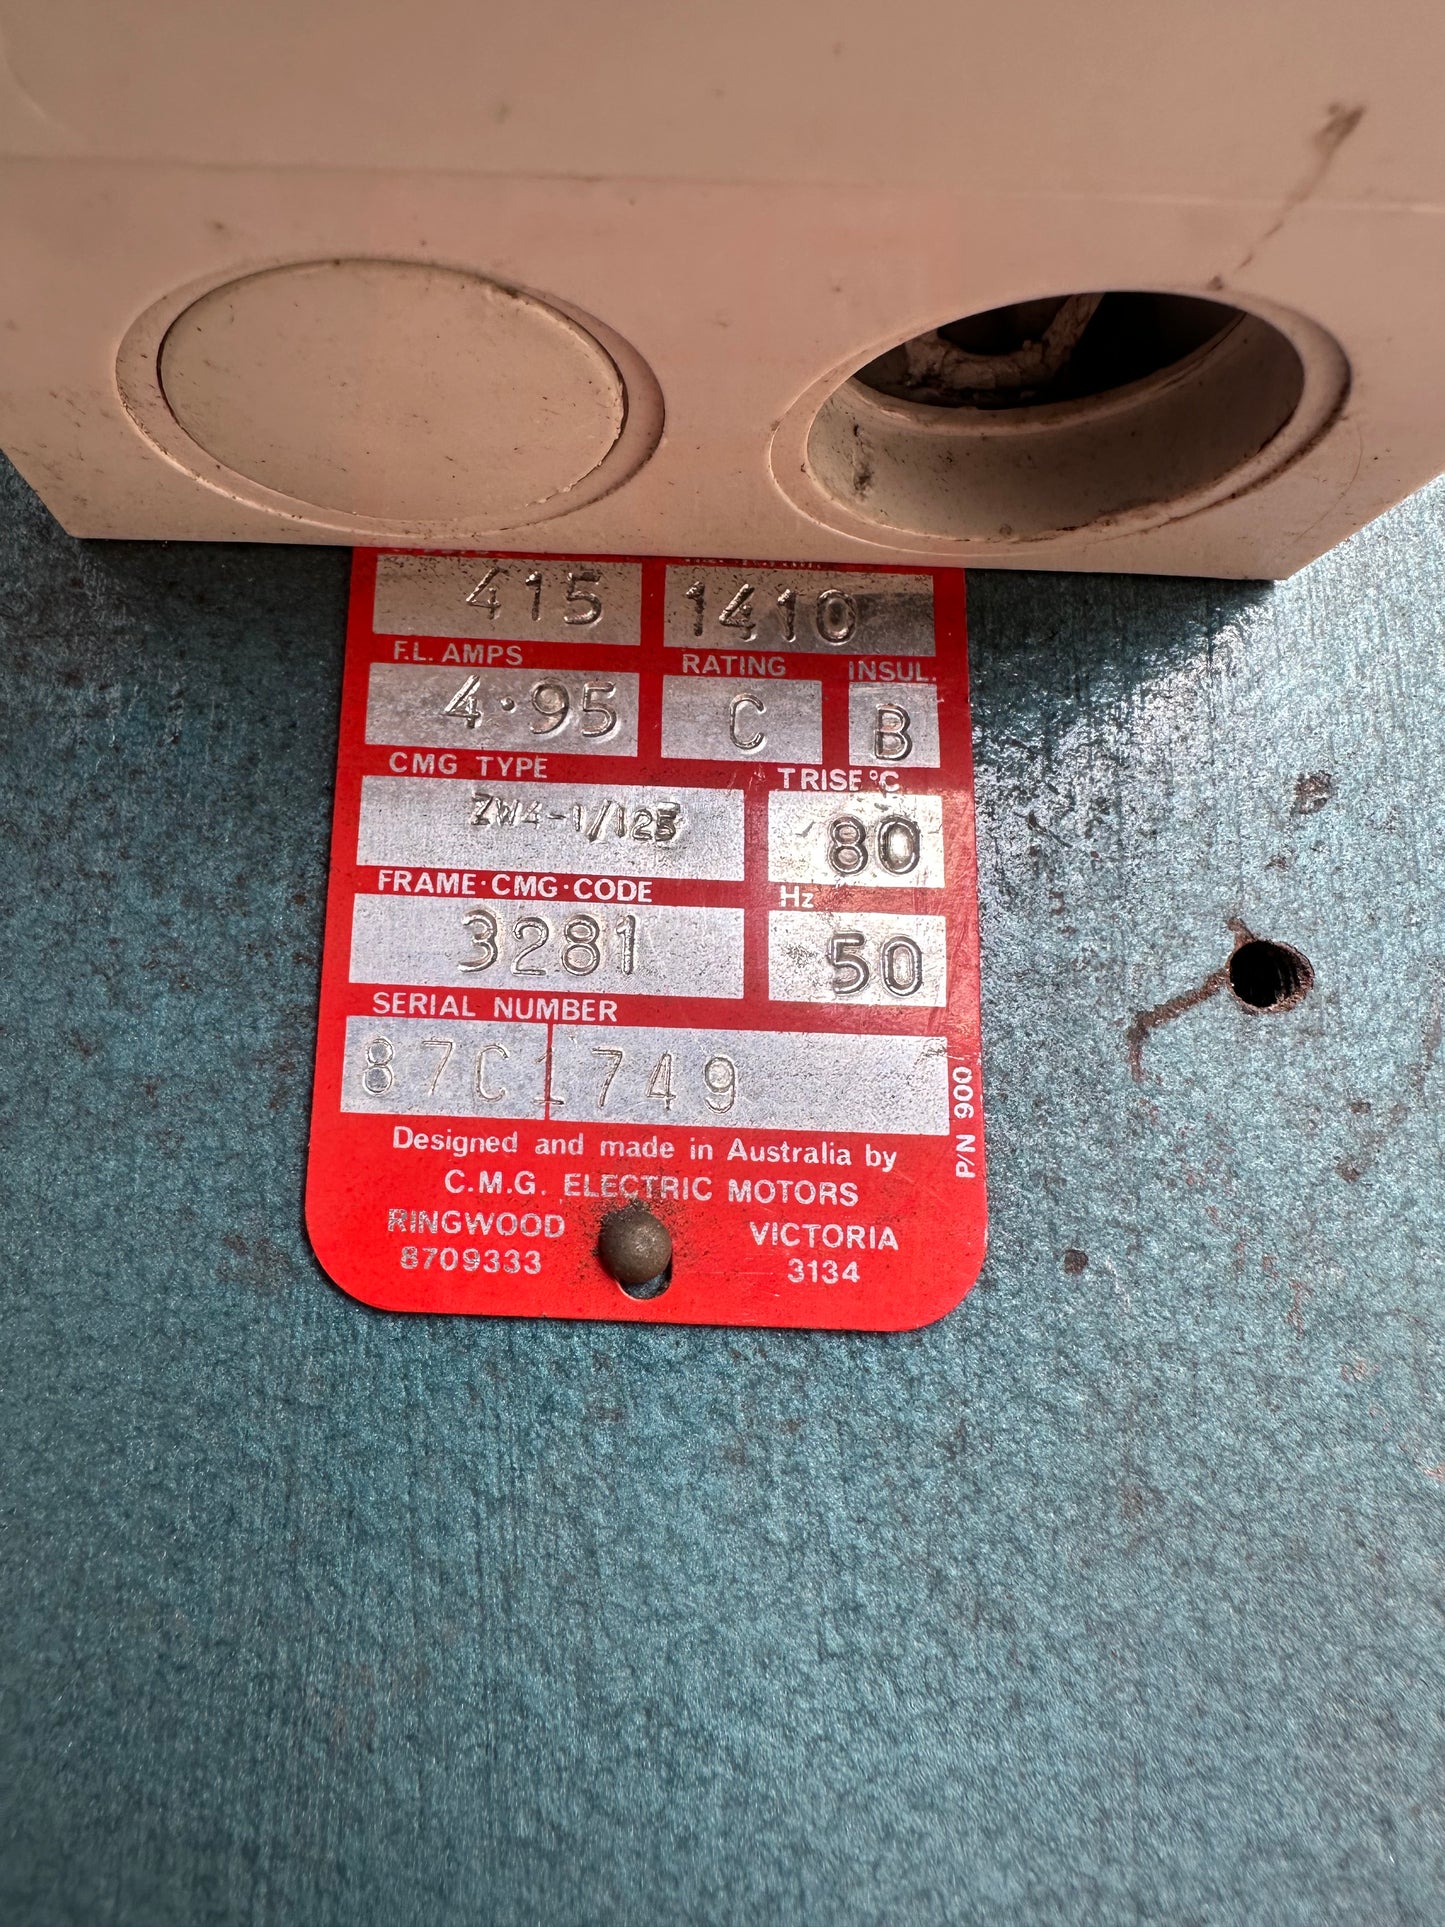 415 1410
F.L. AMPS RATING INSUL.
4.95 C B
CMG TYPE T RISE °C
ZW4-1/125 80
FRAME·CMG·CODE Hz
3281 50
SERIAL NUMBER
87C1749
P/N 900
Designed and made in Australia by
C.M.G. ELECTRIC MOTORS
RINGWOOD VICTORIA
8709333 3134